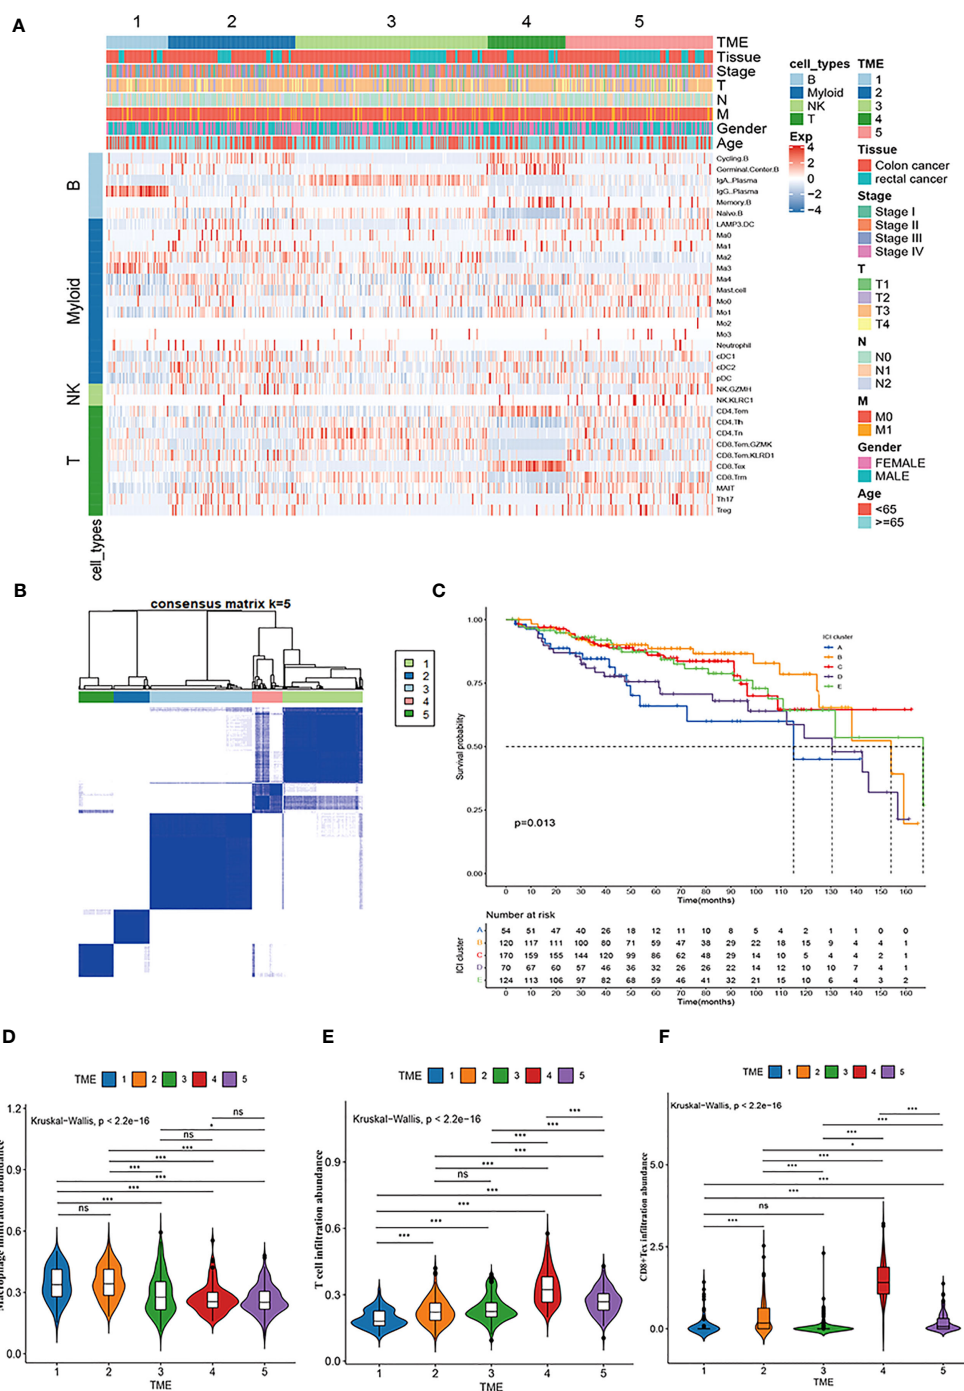 A
1 2 3 4 5
TME
Tissue
Stage
T
N
M
Gender
Age
B
Myloid
NK
T
cell_types
Cycling.B
Germinal.Center.B
IgA.Plasma
IgG.Plasma
Memory.B
Naive.B
LAMP3.DC
Ma0
Ma1
Ma2
Ma3
Ma4
Mast.cell
Mo0
Mo1
Mo2
Mo3
Neutrophil
cDC1
cDC2
pDC
NK.GZMH
NK.KLRC1
CD4.Tem
CD4.Th
CD4.Tn
CD8.Tem.GZMK
CD8.Tem.KLRD1
CD8.Tex
CD8.Trm
MAIT
Th17
Treg
cell_types
B
Myloid
NK
T
Exp
4
2
0
−2
−4
TME
1
2
3
4
5
Tissue
Colon cancer
rectal cancer
Stage
Stage I
Stage II
Stage III
Stage IV
T
T1
T2
T3
T4
N
N0
N1
N2
M
M0
M1
Gender
FEMALE
MALE
Age
<65
>=65
B
consensus matrix k=5
1
2
3
4
5
C
Survival probability
1.00
0.75
0.50
0.25
0.00
p=0.013
ICI cluster
A
B
C
D
E
0 10 20 30 40 50 60 70 80 90 100 110 120 130 140 150 160
Time(months)
Number at risk
ICI cluster
A 54 51 47 40 26 18 12 11 10 8 5 4 2 1 1 0 0
B 120 117 111 100 80 71 59 47 38 29 22 18 15 9 4 4 1
C 170 159 155 144 120 99 86 62 48 29 14 10 5 4 4 2 1
D 70 67 60 57 46 36 32 26 26 22 14 12 10 10 7 4 1
E 124 113 106 97 82 68 59 46 41 32 21 15 10 6 4 3 2
0 10 20 30 40 50 60 70 80 90 100 110 120 130 140 150 160
Time(months)
D
TME 1 2 3 4 5
Kruskal−Wallis, p < 2.2e−16
Macrophage infiltration abundance
1.2
0.9
0.6
0.3
0.0
ns
*
ns
***
***
***
***
***
***
ns
1 2 3 4 5
TME
E
TME 1 2 3 4 5
Kruskal−Wallis, p < 2.2e−16
T cell infiltration abundance
0.9
0.6
0.3
0.0
***
***
***
***
***
ns
***
***
***
***
1 2 3 4 5
TME
F
TME 1 2 3 4 5
Kruskal−Wallis, p < 2.2e−16
CD8+Tex infiltration abundance
5.0
2.5
0.0
***
***
***
*
***
***
***
***
ns
***
1 2 3 4 5
TME